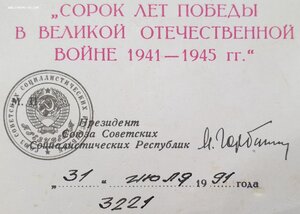 „СОРОК ЛЕТ ПОБЕДЫ
В ВЕЛИКОЙ ОТЕЧЕСТВЕННОЙ
ВОЙНЕ 1941—1945 гг.“
М. П.
Президент
Союза Советских
Социалистических Республик
М. Горбачев
„31“ июля 1991 года
3221